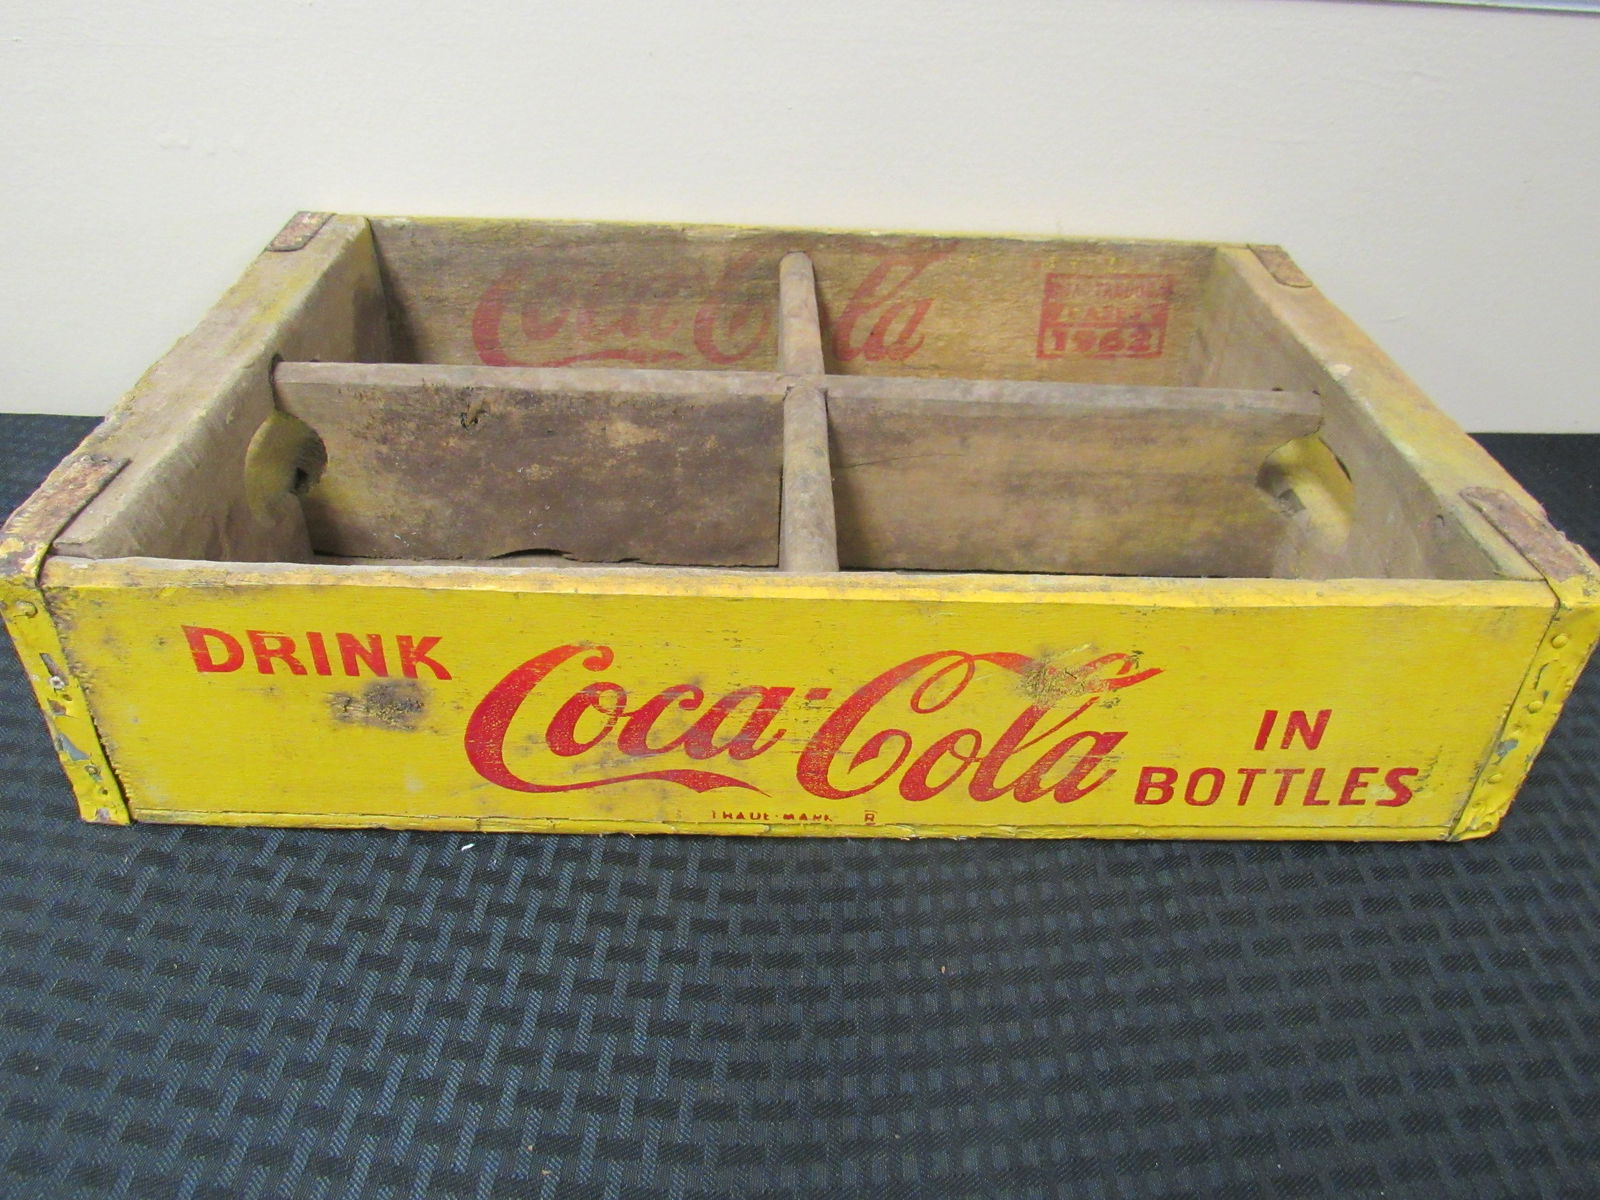 Coca Cola
1962
DRINK Coca-Cola IN BOTTLES
TRADE-MARK ®